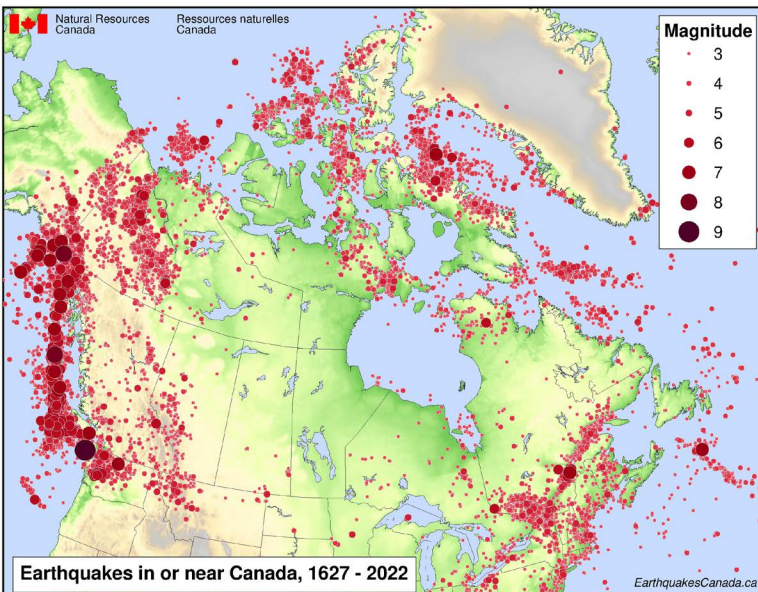 Natural Resources
Canada
Ressources naturelles
Canada
Magnitude
3
4
5
6
7
8
9
Earthquakes in or near Canada, 1627 - 2022
EarthquakesCanada.ca